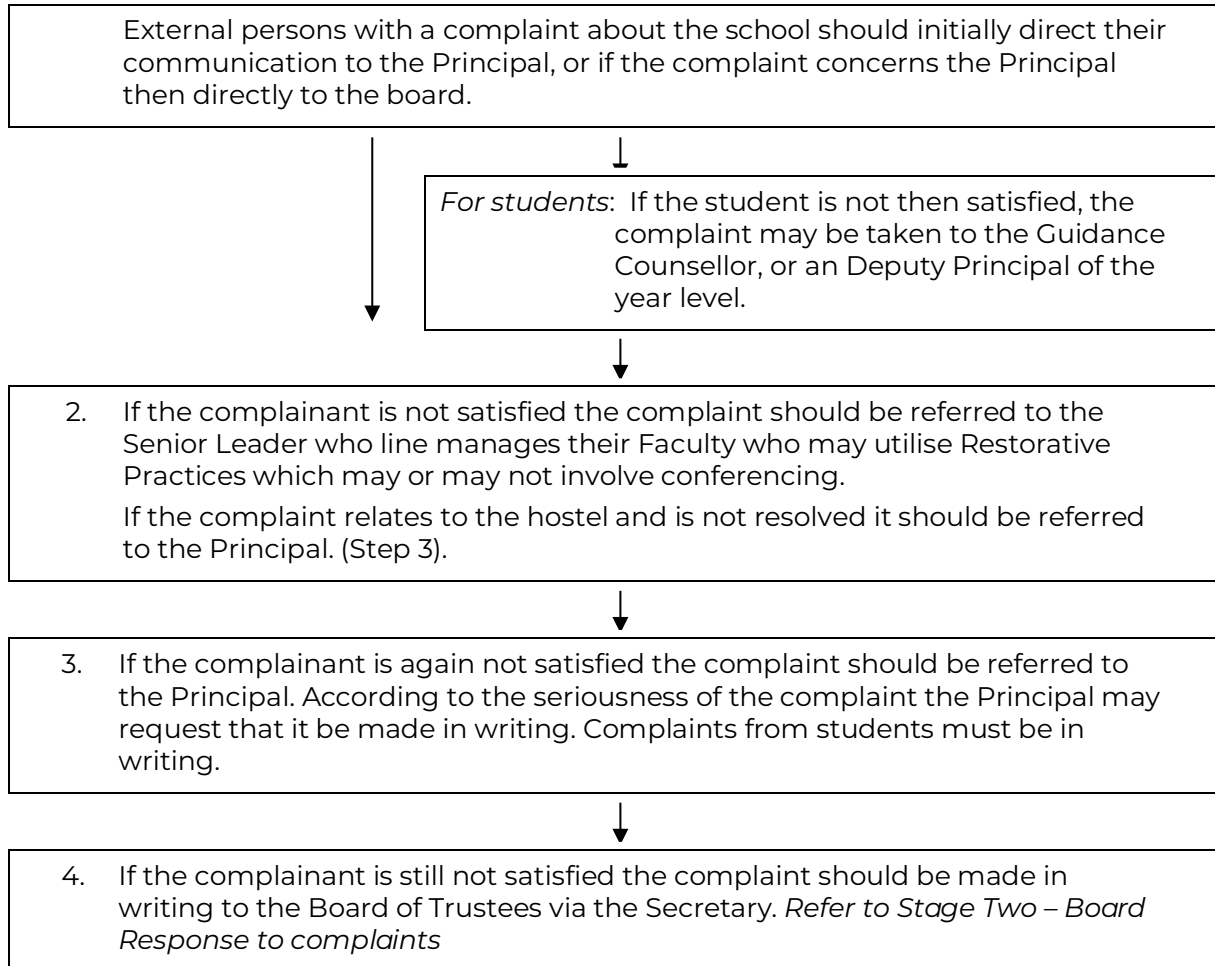 External persons with a complaint about the school should initially direct their
communication to the Principal, or if the complaint concerns the Principal
then directly to the board.
For students:  If the student is not then satisfied, the
complaint may be taken to the Guidance
Counsellor, or an Deputy Principal of the
year level.
2. If the complainant is not satisfied the complaint should be referred to the
Senior Leader who line manages their Faculty who may utilise Restorative
Practices which may or may not involve conferencing.
If the complaint relates to the hostel and is not resolved it should be referred
to the Principal. (Step 3).
3. If the complainant is again not satisfied the complaint should be referred to
the Principal. According to the seriousness of the complaint the Principal may
request that it be made in writing. Complaints from students must be in
writing.
4. If the complainant is still not satisfied the complaint should be made in
writing to the Board of Trustees via the Secretary. Refer to Stage Two – Board
Response to complaints